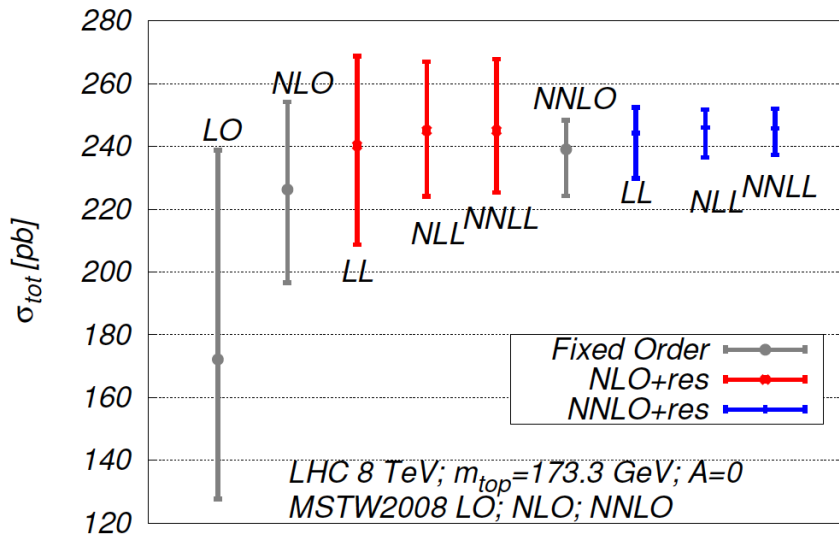 280
260
240
220
200
180
160
140
120
σtot [pb]
LO
NLO
LL
NLL
NNLL
NNLO
LL
NLL
NNLL
Fixed Order
NLO+res
NNLO+res
LHC 8 TeV; mtop=173.3 GeV; A=0
MSTW2008 LO; NLO; NNLO